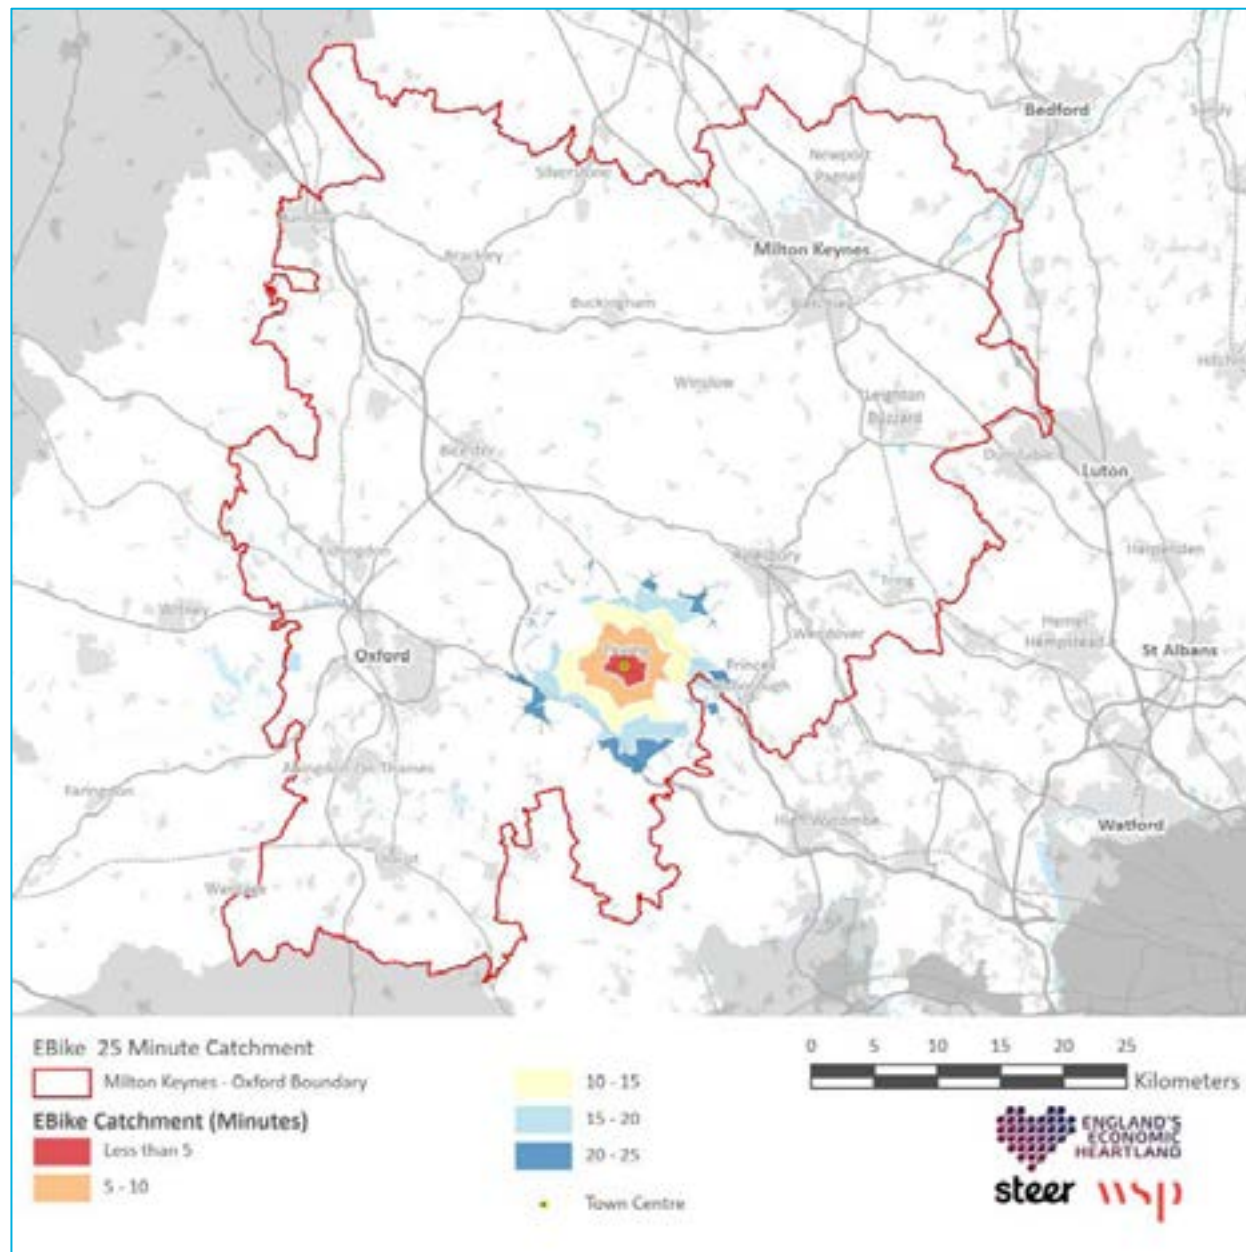 Bedford
Sandy
Newport
Pagnell
Silverstone
Milton Keynes
Brackley
Buckingham
Bletchley
Hitchin
Winslow
Leighton
Buzzard
Bicester
Dunstable
Luton
Kidlington
Aylesbury
Harpenden
Tring
Witney
Hemel
Hempstead
Wendover
St Albans
Oxford
Princes
Risborough
Abingdon-on-Thames
Faringdon
High Wycombe
Watford
Didcot
Wantage
EBike 25 Minute Catchment
Milton Keynes - Oxford Boundary
EBike Catchment (Minutes)
Less than 5
5 - 10
10 - 15
15 - 20
20 - 25
Town Centre
0 5 10 15 20 25
Kilometers
ENGLAND'S
ECONOMIC
HEARTLAND
steer wsp